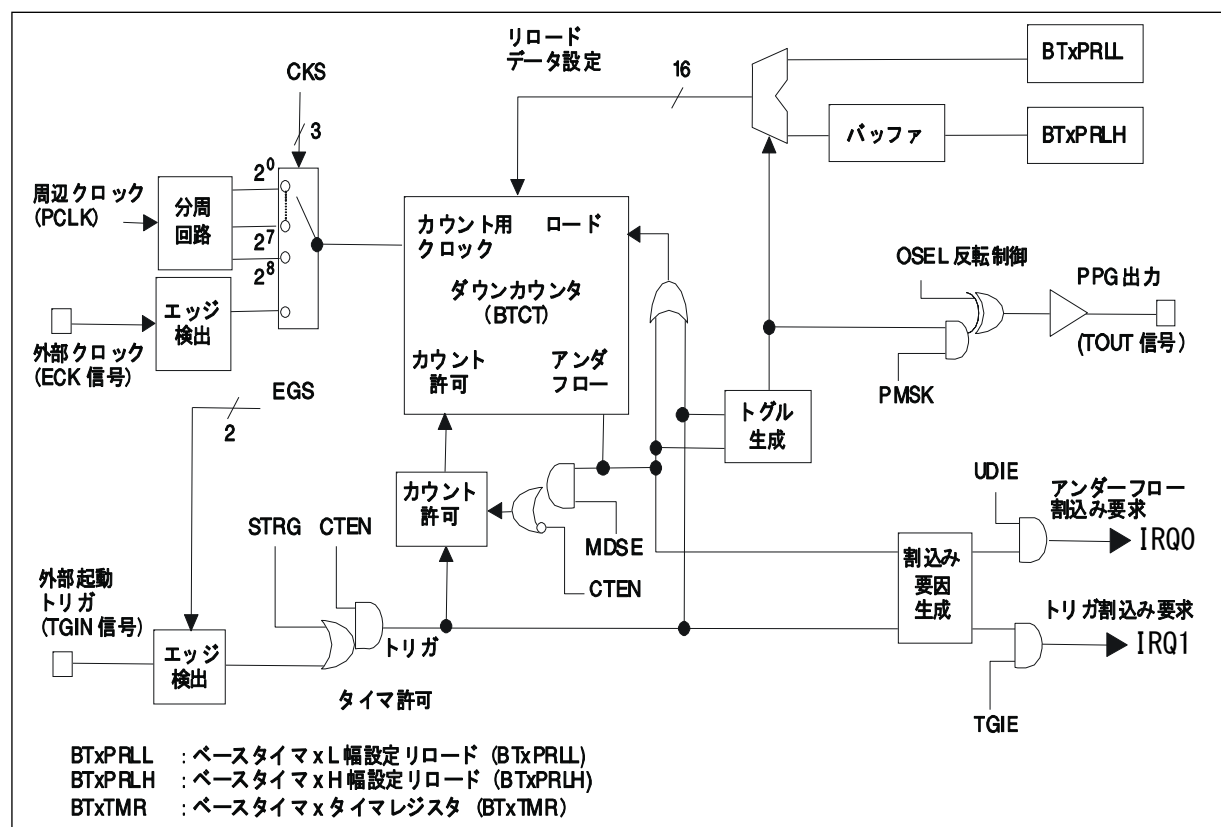 リロード
データ設定
16
BTxPRLL
バッファ
BTxPRLH
CKS
3
2^0
2^7
2^8
周辺クロック
(PCLK)
分周
回路
外部クロック
(ECK 信号)
エッジ
検出
カウント用
クロック
ロード
ダウンカウンタ
(BTCT)
カウント
許可
アンダ
フロー
OSEL 反転制御
PPG 出力
(TOUT 信号)
PMSK
トグル
生成
EGS
2
カウント
許可
MDSE
CTEN
STRG
CTEN
外部起動
トリガ
(TGIN 信号)
エッジ
検出
トリガ
タイマ許可
割込み
要因
生成
UDIE
アンダーフロー
割込み要求
IRQ0
トリガ割込み要求
IRQ1
TGIE
BTxPRLL : ベースタイマ x L 幅設定リロード (BTxPRLL)
BTxPRLH : ベースタイマ x H 幅設定リロード (BTxPRLH)
BTxTMR : ベースタイマ x タイマレジスタ (BTxTMR)